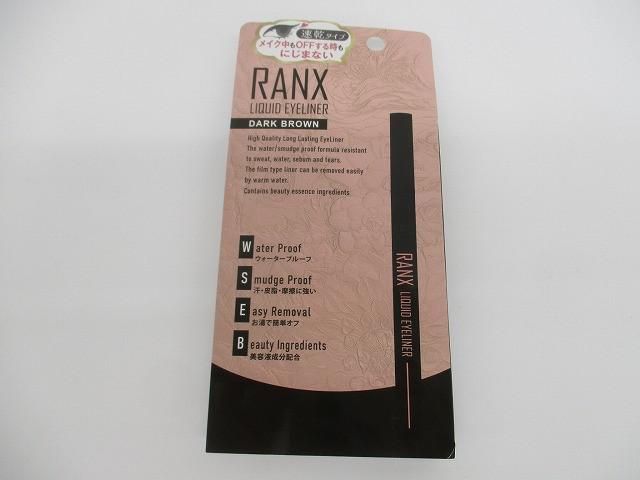 速乾タイプ
メイク中もOFFする時も
にじまない
RANX
LIQUID EYELINER
DARK BROWN
High Quality Long Lasting EyeLiner
The water/smudge proof formula resistant
to sweat, water, sebum and tears.
The film type liner can be removed easily
by warm water.
Contains beauty essence ingredients
Water Proof
ウォータープルーフ
Smudge Proof
汗・皮脂・摩擦に強い
Easy Removal
お湯で簡単オフ
Beauty Ingredients
美容液成分配合
RANX LIQUID EYELINER